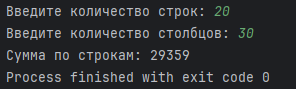 Введите количество строк: 20
Введите количество столбцов: 30
Сумма по строкам: 29359
Process finished with exit code 0